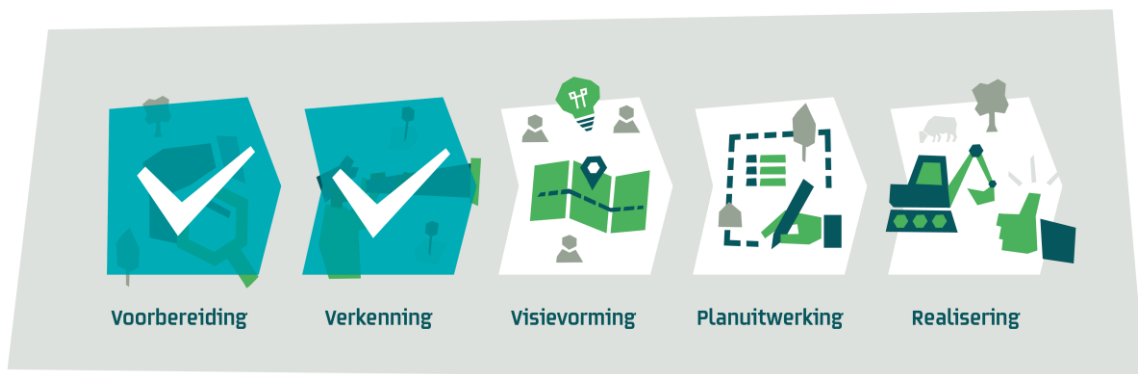 Voorbereiding
Verkenning
Visievorming
Planuitwerking
Realisering